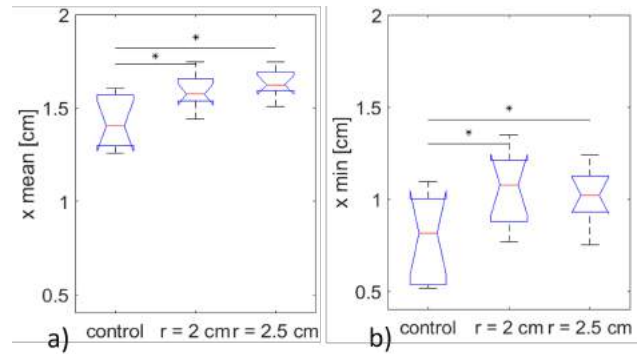 2
*
*
1.5
x mean [cm]
1
0.5
a)
control
r = 2 cm
r = 2.5 cm
2
1.5
*
*
x min [cm]
1
0.5
b)
control
r = 2 cm
r = 2.5 cm